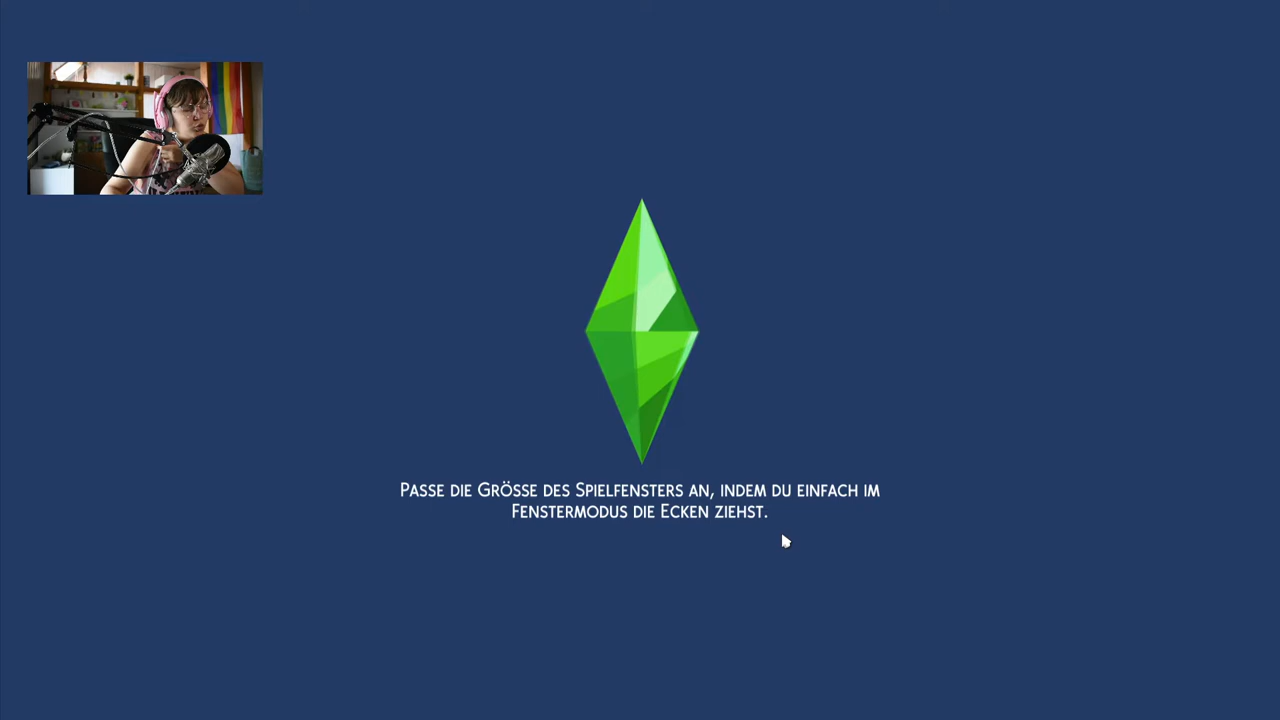 Passe die Grösse des Spielfensters an, indem du einfach im
Fenstermodus die Ecken ziehst.